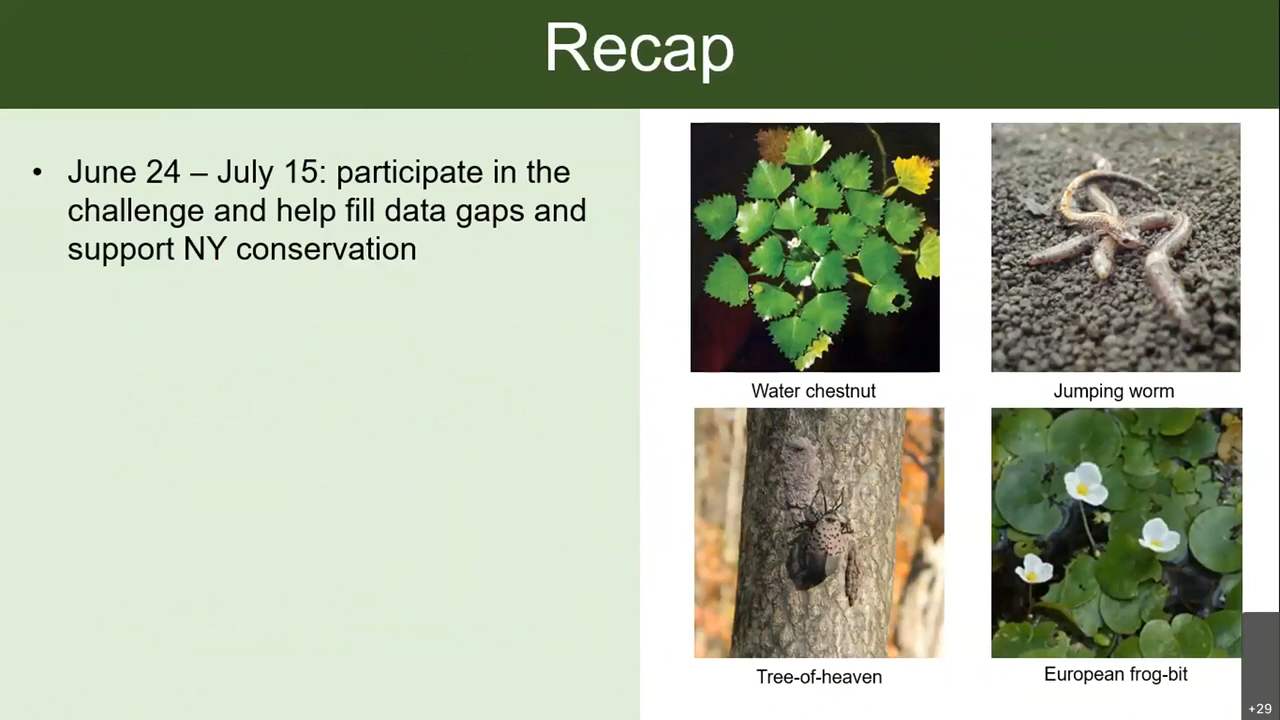 Recap
• June 24 – July 15: participate in the
challenge and help fill data gaps and
support NY conservation
Water chestnut
Jumping worm
Tree-of-heaven
European frog-bit
+29